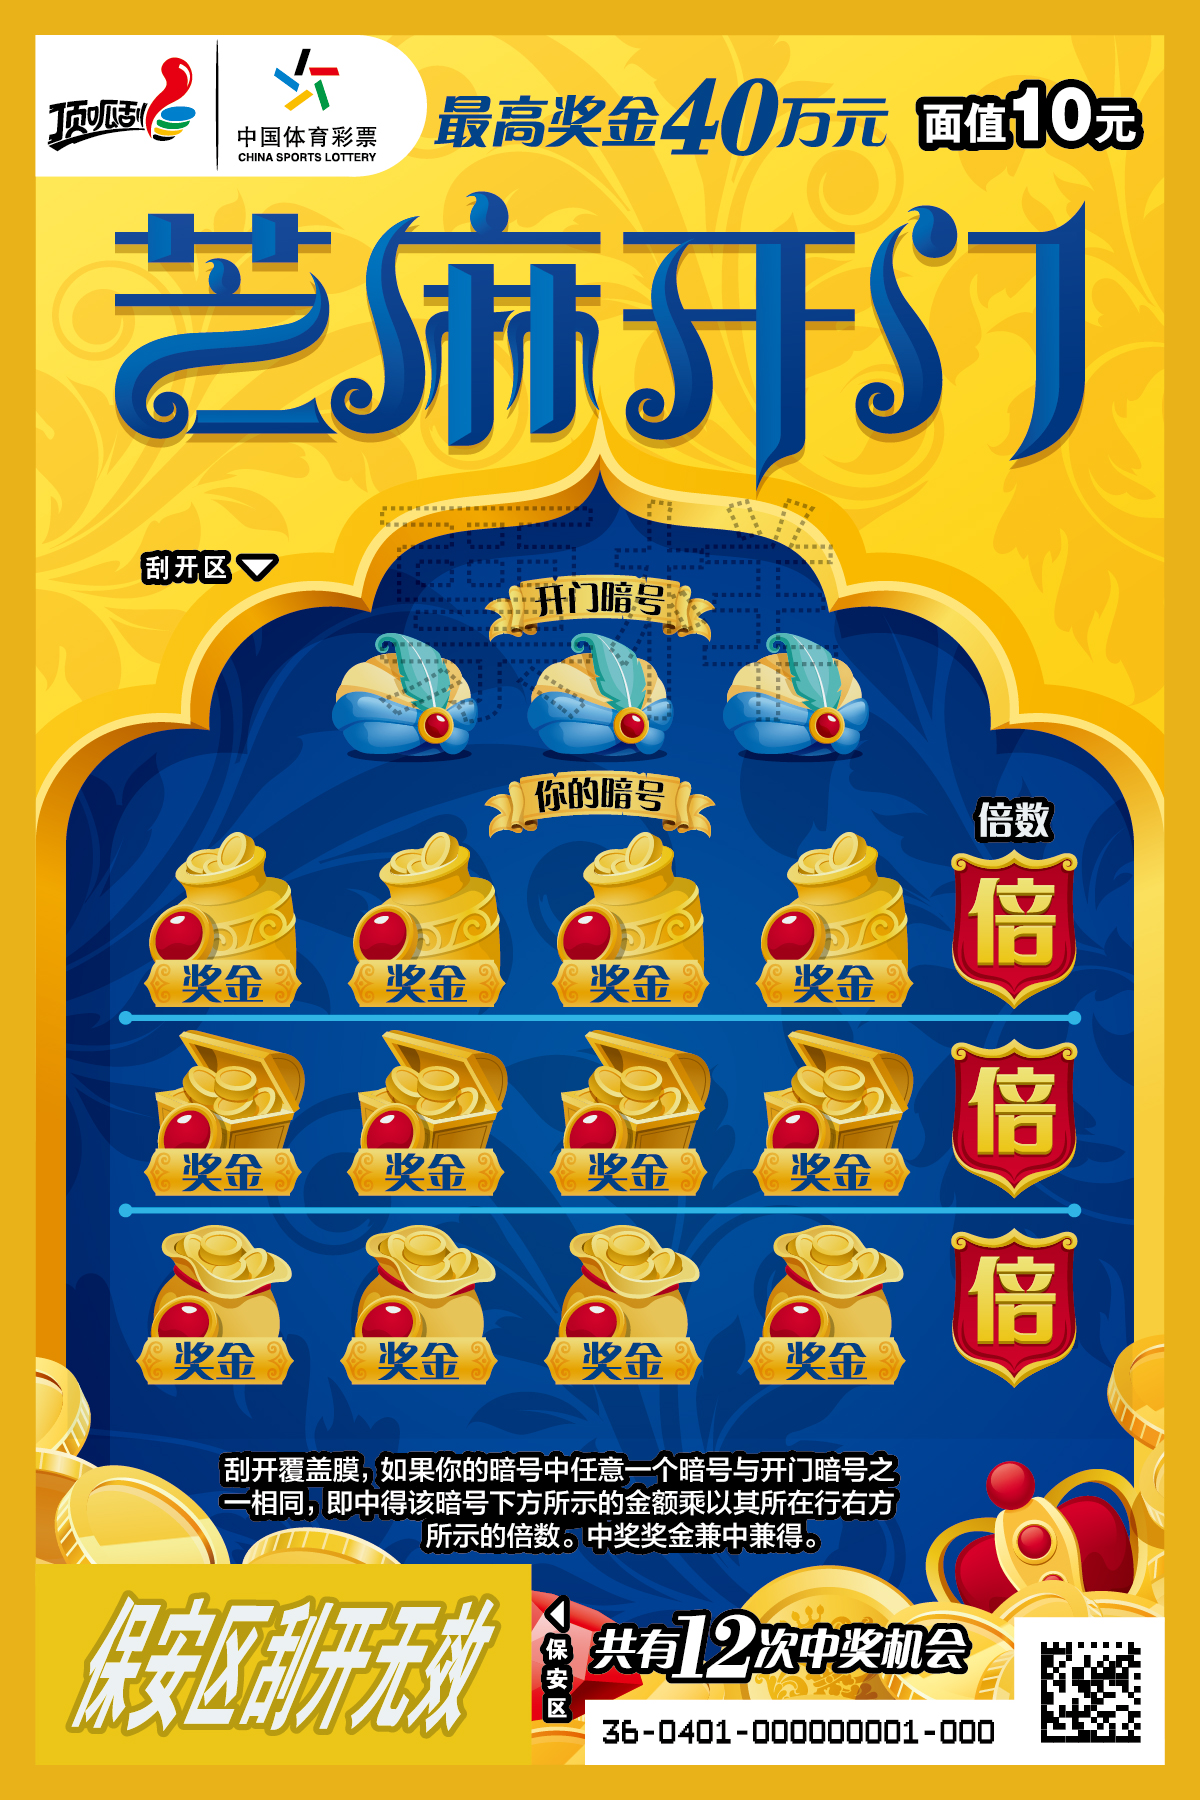 顶呱刮
中国体育彩票
CHINA SPORTS LOTTERY
最高奖金40万元
面值10元
芝麻开门
票样
刮开区
开门暗号
你的暗号
倍数
奖金 奖金 奖金 奖金 倍
奖金 奖金 奖金 奖金 倍
奖金 奖金 奖金 奖金 倍
刮开覆盖膜，如果你的暗号中任意一个暗号与开门暗号之
一相同，即中得该暗号下方所示的金额乘以其所在行右方
所示的倍数。中奖奖金兼中兼得。
保安区刮开无效
保安区
共有12次中奖机会
36-0401-000000001-000